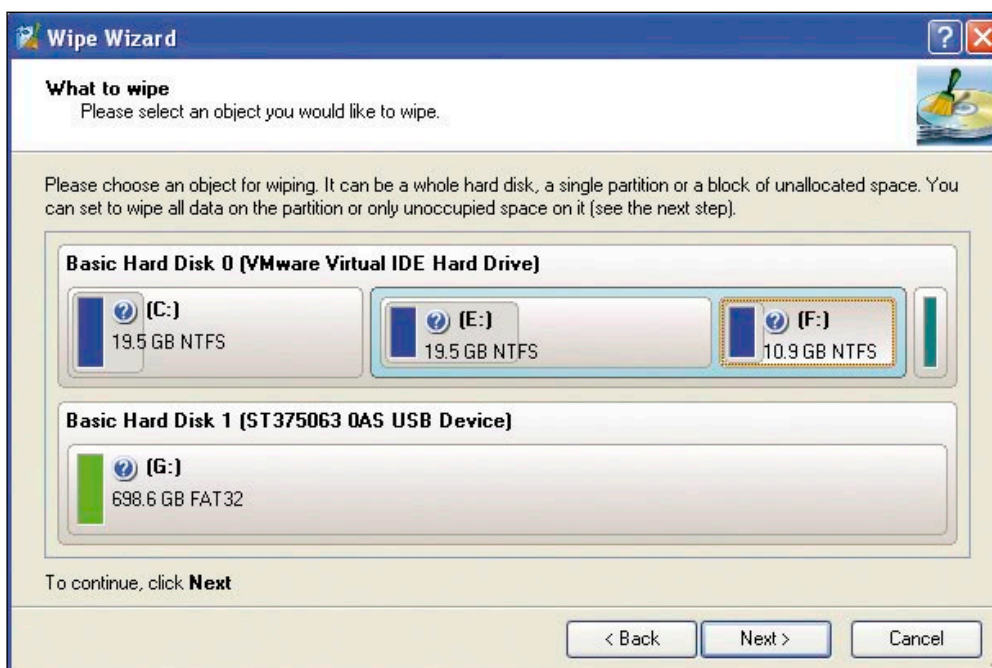 Wipe Wizard
What to wipe
Please select an object you would like to wipe.
Please choose an object for wiping. It can be a whole hard disk, a single partition or a block of unallocated space. You
can set to wipe all data on the partition or only unoccupied space on it (see the next step).
Basic Hard Disk 0 (VMware Virtual IDE Hard Drive)
(C:)
19.5 GB NTFS
(E:)
19.5 GB NTFS
(F:)
10.9 GB NTFS
Basic Hard Disk 1 (ST375063 0AS USB Device)
(G:)
698.6 GB FAT32
To continue, click Next
< Back
Next >
Cancel